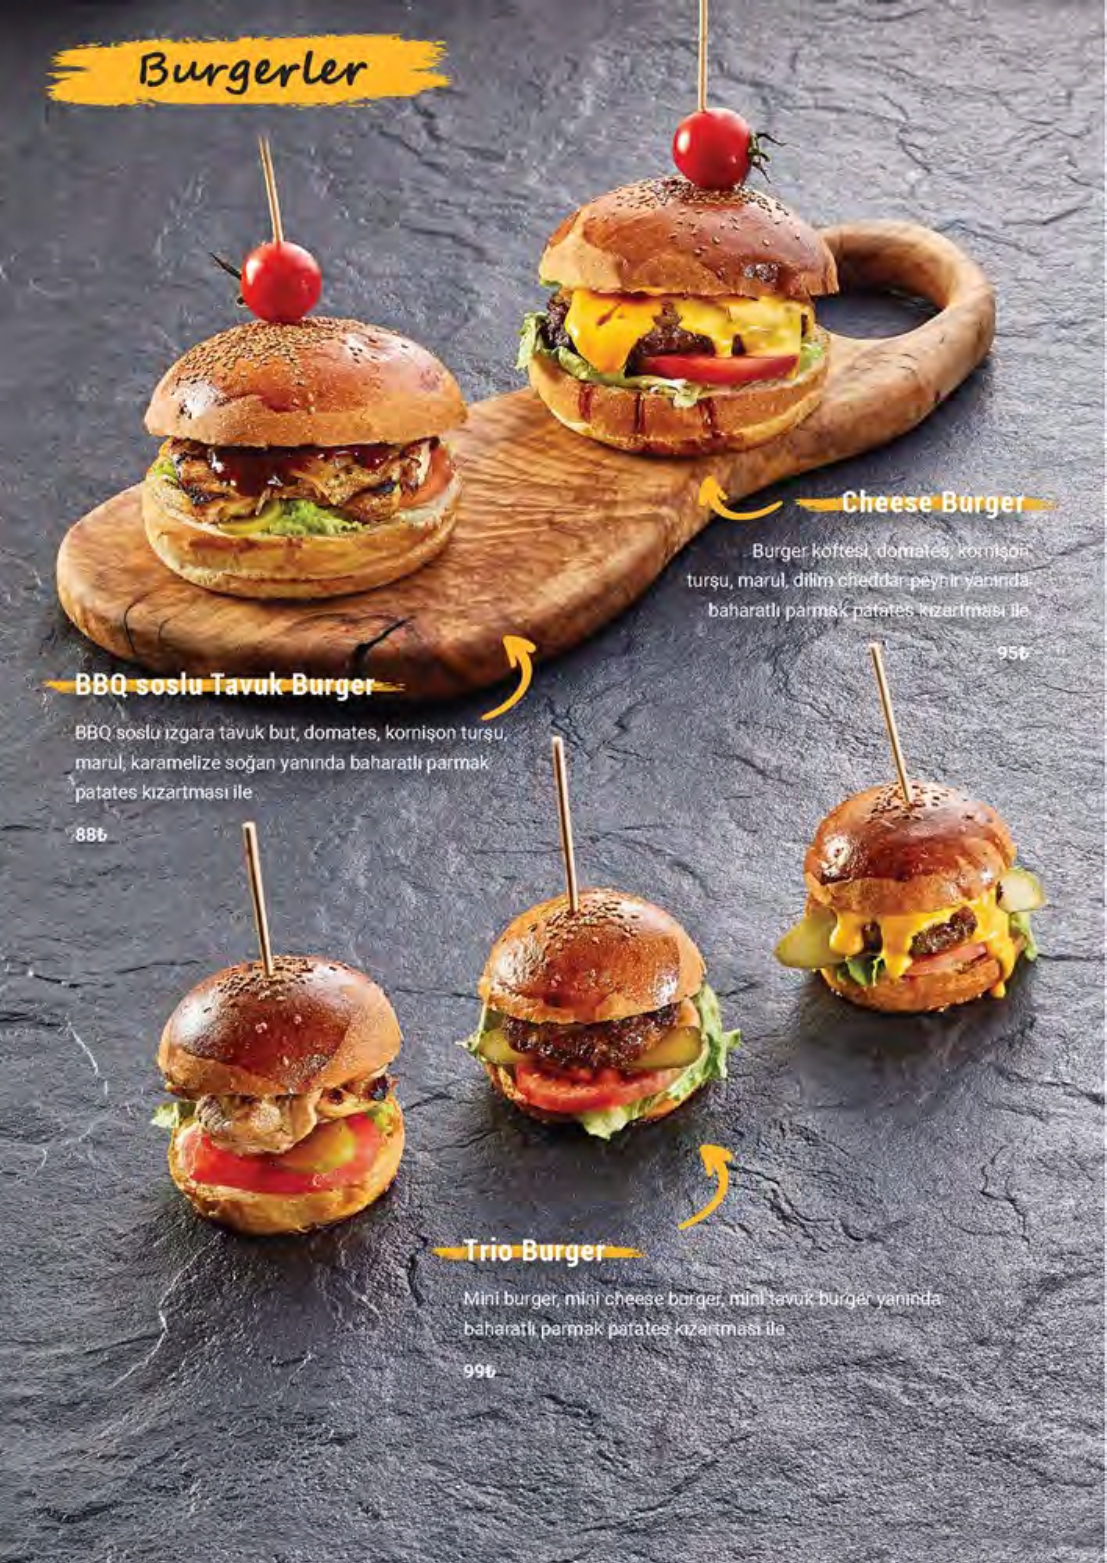 Burgerler
Cheese Burger
Burger köftesi, domates, kornişon
turşu, marul, dilim cheddar peynir yanında
baharatlı parmak patates kızartması ile
95₺
BBQ soslu Tavuk Burger
BBQ soslu ızgara tavuk but, domates, kornişon turşu,
marul, karamelize soğan yanında baharatlı parmak
patates kızartması ile
88₺
Trio Burger
Mini burger, mini cheese burger, mini tavuk burger yanında
baharatlı parmak patates kızartması ile
99₺